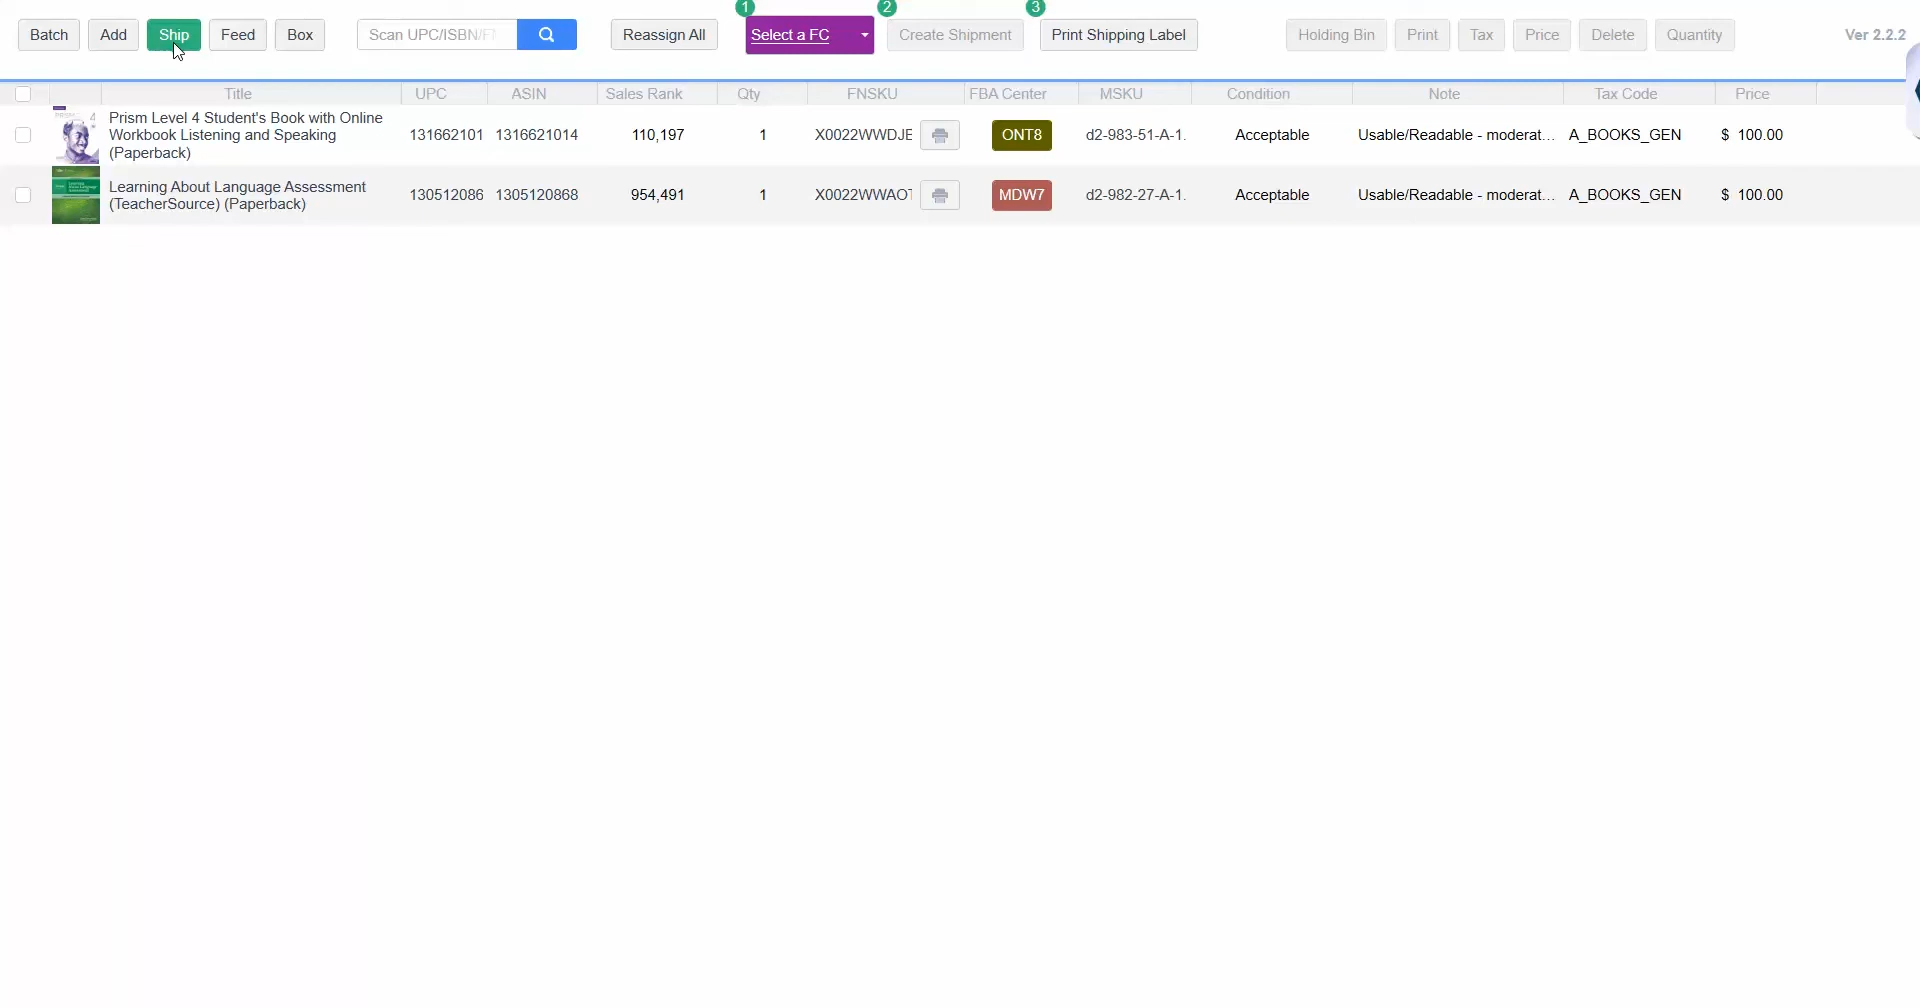 1 2 3
Batch Add Ship Feed Box Scan UPC/ISBN/FN Reassign All Select a FC Create Shipment Print Shipping Label Holding Bin Print Tax Price Delete Quantity Ver 2.2.2
Title UPC ASIN Sales Rank Qty FNSKU FBA Center MSKU Condition Note Tax Code Price
Prism Level 4 Student's Book with Online
Workbook Listening and Speaking
(Paperback)
131662101 1316621014 110,197 1 X0022WWDJE ONT8 d2-983-51-A-1. Acceptable Usable/Readable - moderat... A_BOOKS_GEN $ 100.00
Learning About Language Assessment
(TeacherSource) (Paperback)
130512086 1305120868 954,491 1 X0022WWAO MDW7 d2-982-27-A-1. Acceptable Usable/Readable - moderat... A_BOOKS_GEN $ 100.00